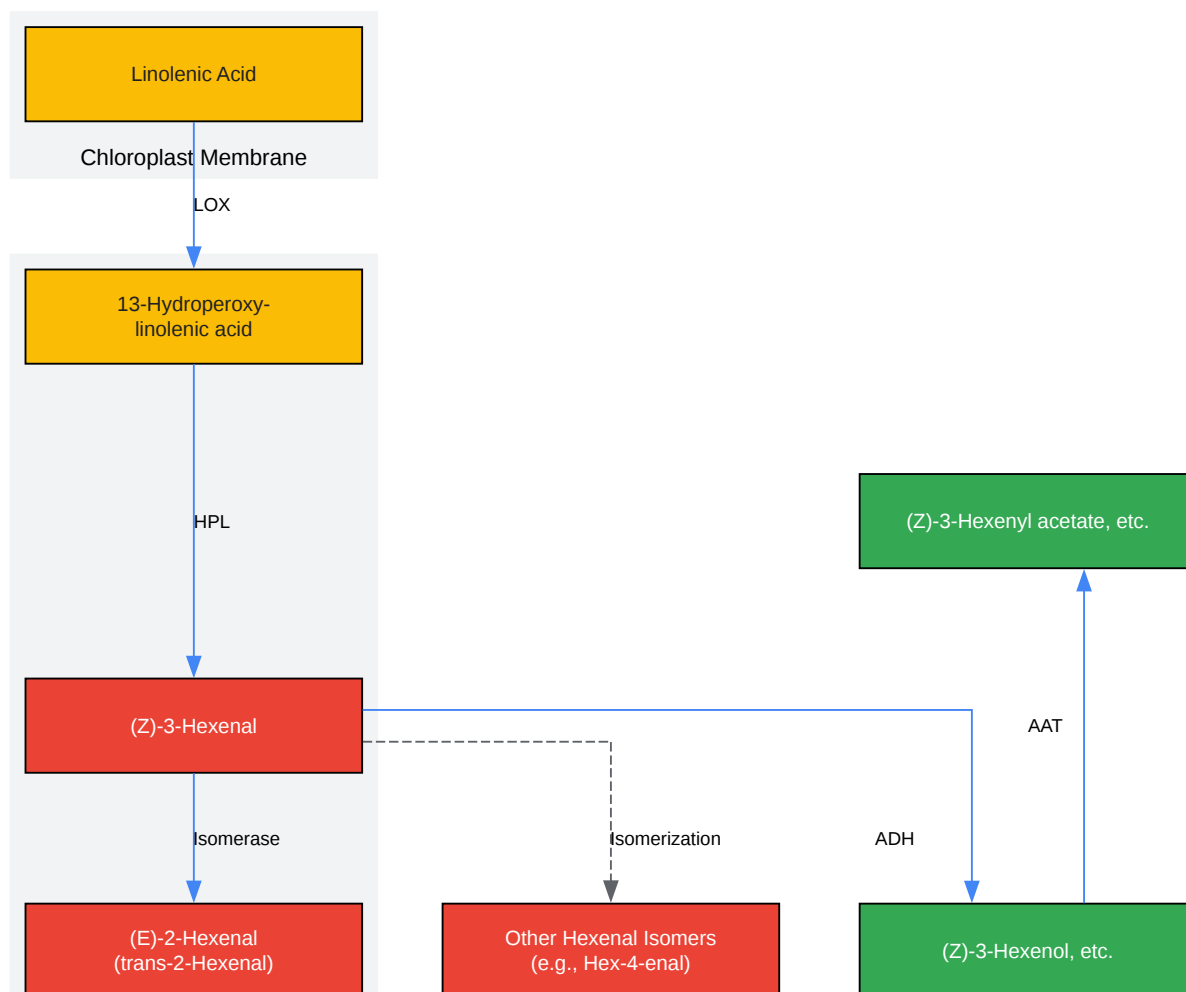 Linolenic Acid
Chloroplast Membrane
LOX
13-Hydroperoxy-
linolenic acid
HPL
(Z)-3-Hexenyl acetate, etc.
(Z)-3-Hexenal
AAT
Isomerase
Isomerization
ADH
(E)-2-Hexenal
(trans-2-Hexenal)
Other Hexenal Isomers
(e.g., Hex-4-enal)
(Z)-3-Hexenol, etc.